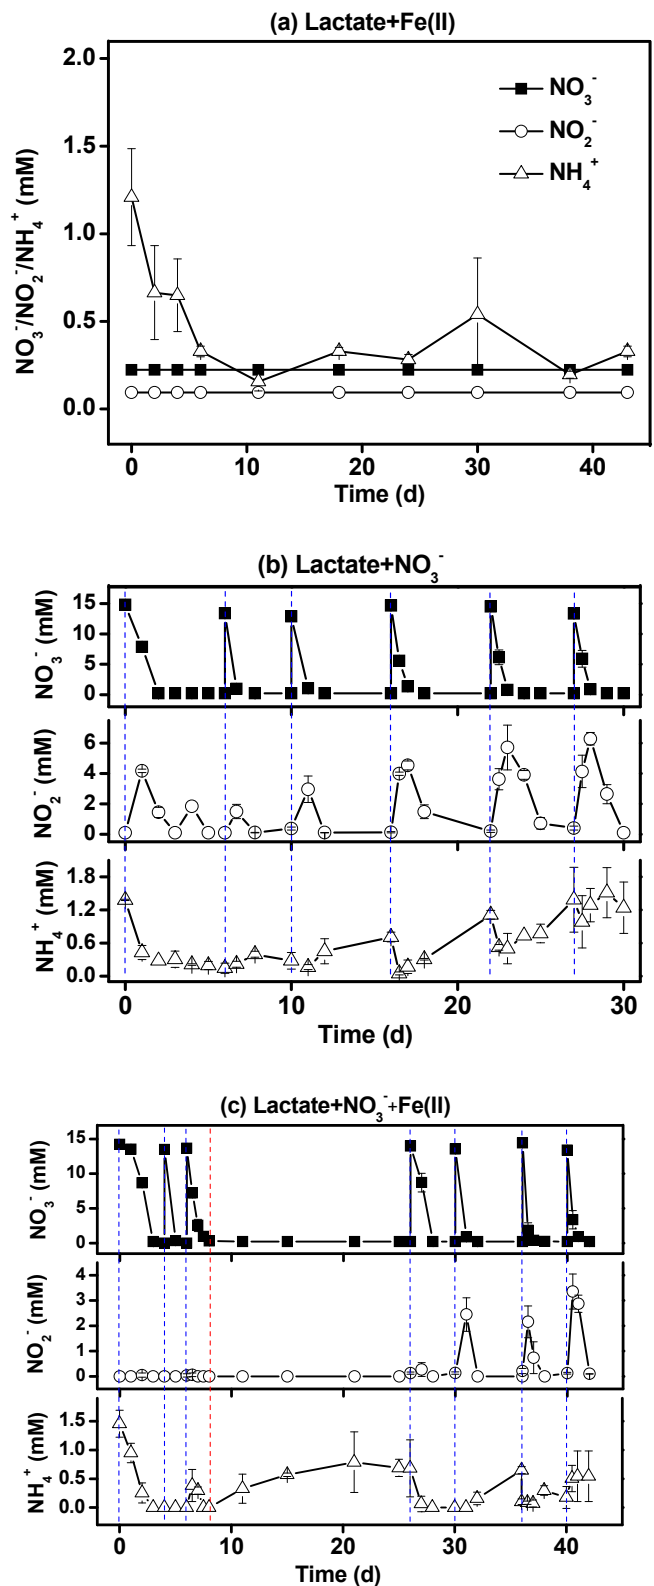 (a) Lactate+Fe(II)
2.0
1.5
1.0
0.5
0.0
NO₃⁻/NO₂⁻/NH₄⁺ (mM)
NO₃⁻
NO₂⁻
NH₄⁺
0 10 20 30 40
Time (d)
(b) Lactate+NO₃⁻
15
10
5
0
NO₃⁻ (mM)
6
4
2
0
NO₂⁻ (mM)
1.8
1.2
0.6
0.0
NH₄⁺ (mM)
0 10 20 30
Time (d)
(c) Lactate+NO₃⁻+Fe(II)
15
10
5
0
NO₃⁻ (mM)
4
3
2
1
0
NO₂⁻ (mM)
1.5
1.0
0.5
0.0
NH₄⁺ (mM)
0 10 20 30 40
Time (d)